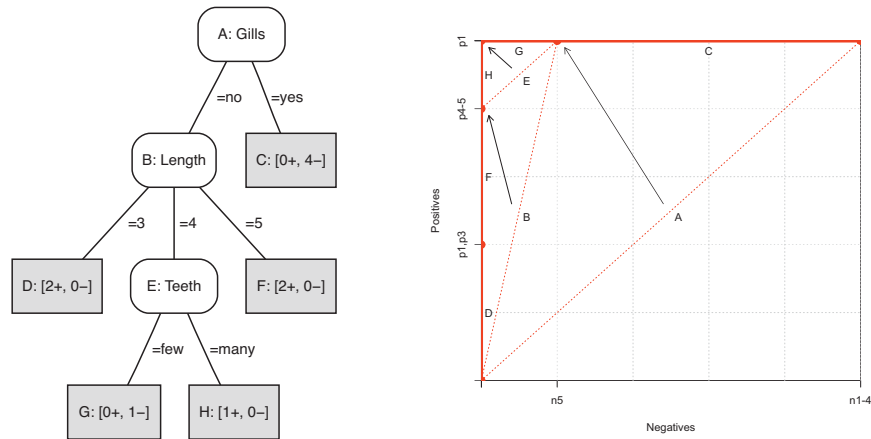 A: Gills
=no
=yes
B: Length
C: [0+, 4−]
=3
=4
=5
D: [2+, 0−]
E: Teeth
F: [2+, 0−]
=few
=many
G: [0+, 1−]
H: [1+, 0−]
Positives
p1
p4-5
p1,p3
G
C
H
E
F
B
A
D
n5
n1-4
Negatives